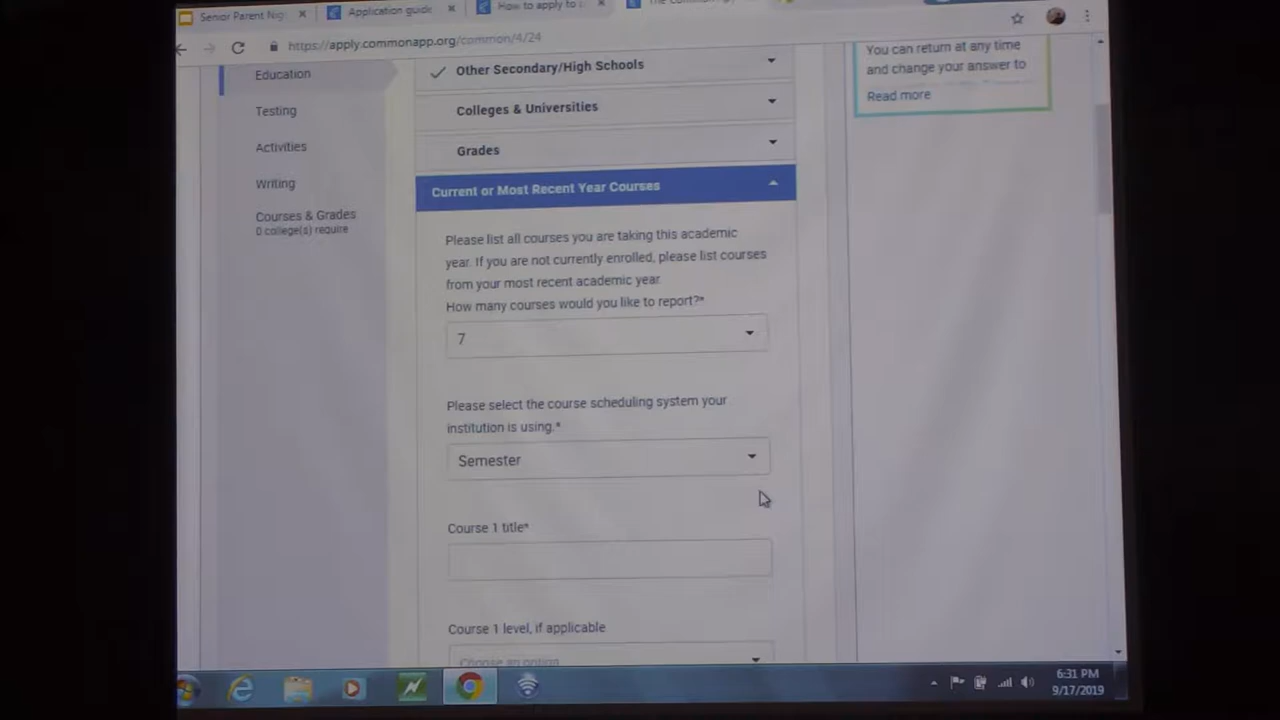 Senior Parent Nig
Application guide
How to apply to c
https://apply.commonapp.org/common/4/24
Education
Testing
Activities
Writing
Courses & Grades
0 college(s) require
Other Secondary/High Schools
Colleges & Universities
Grades
Current or Most Recent Year Courses
Please list all courses you are taking this academic
year. If you are not currently enrolled, please list courses
from your most recent academic year.
How many courses would you like to report?*
7
Please select the course scheduling system your
institution is using.*
Semester
Course 1 title*
Course 1 level, if applicable
Choose an option
You can return at any time
and change your answer to
Read more
6:31 PM
9/17/2019